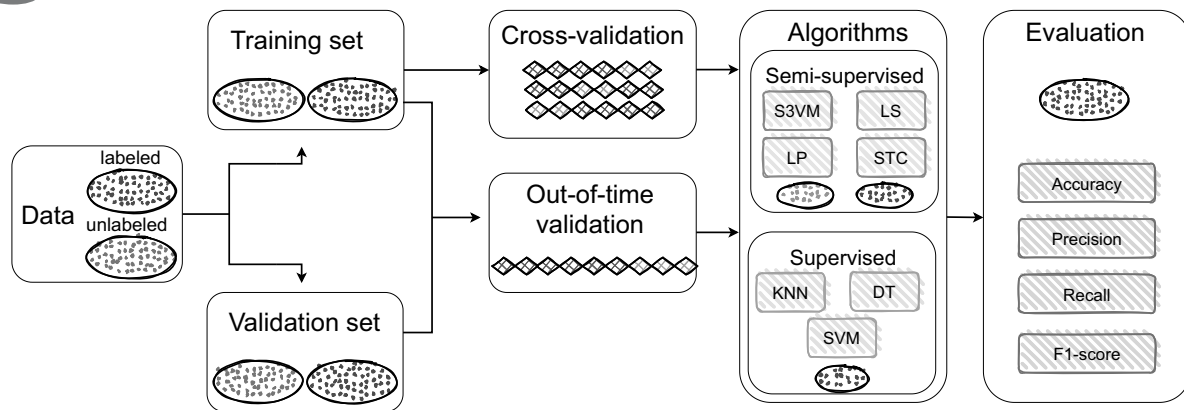 Data
labeled
unlabeled
Training set
Validation set
Cross-validation
Out-of-time
validation
Algorithms
Semi-supervised
S3VM
LS
LP
STC
Supervised
KNN
DT
SVM
Evaluation
Accuracy
Precision
Recall
F1-score